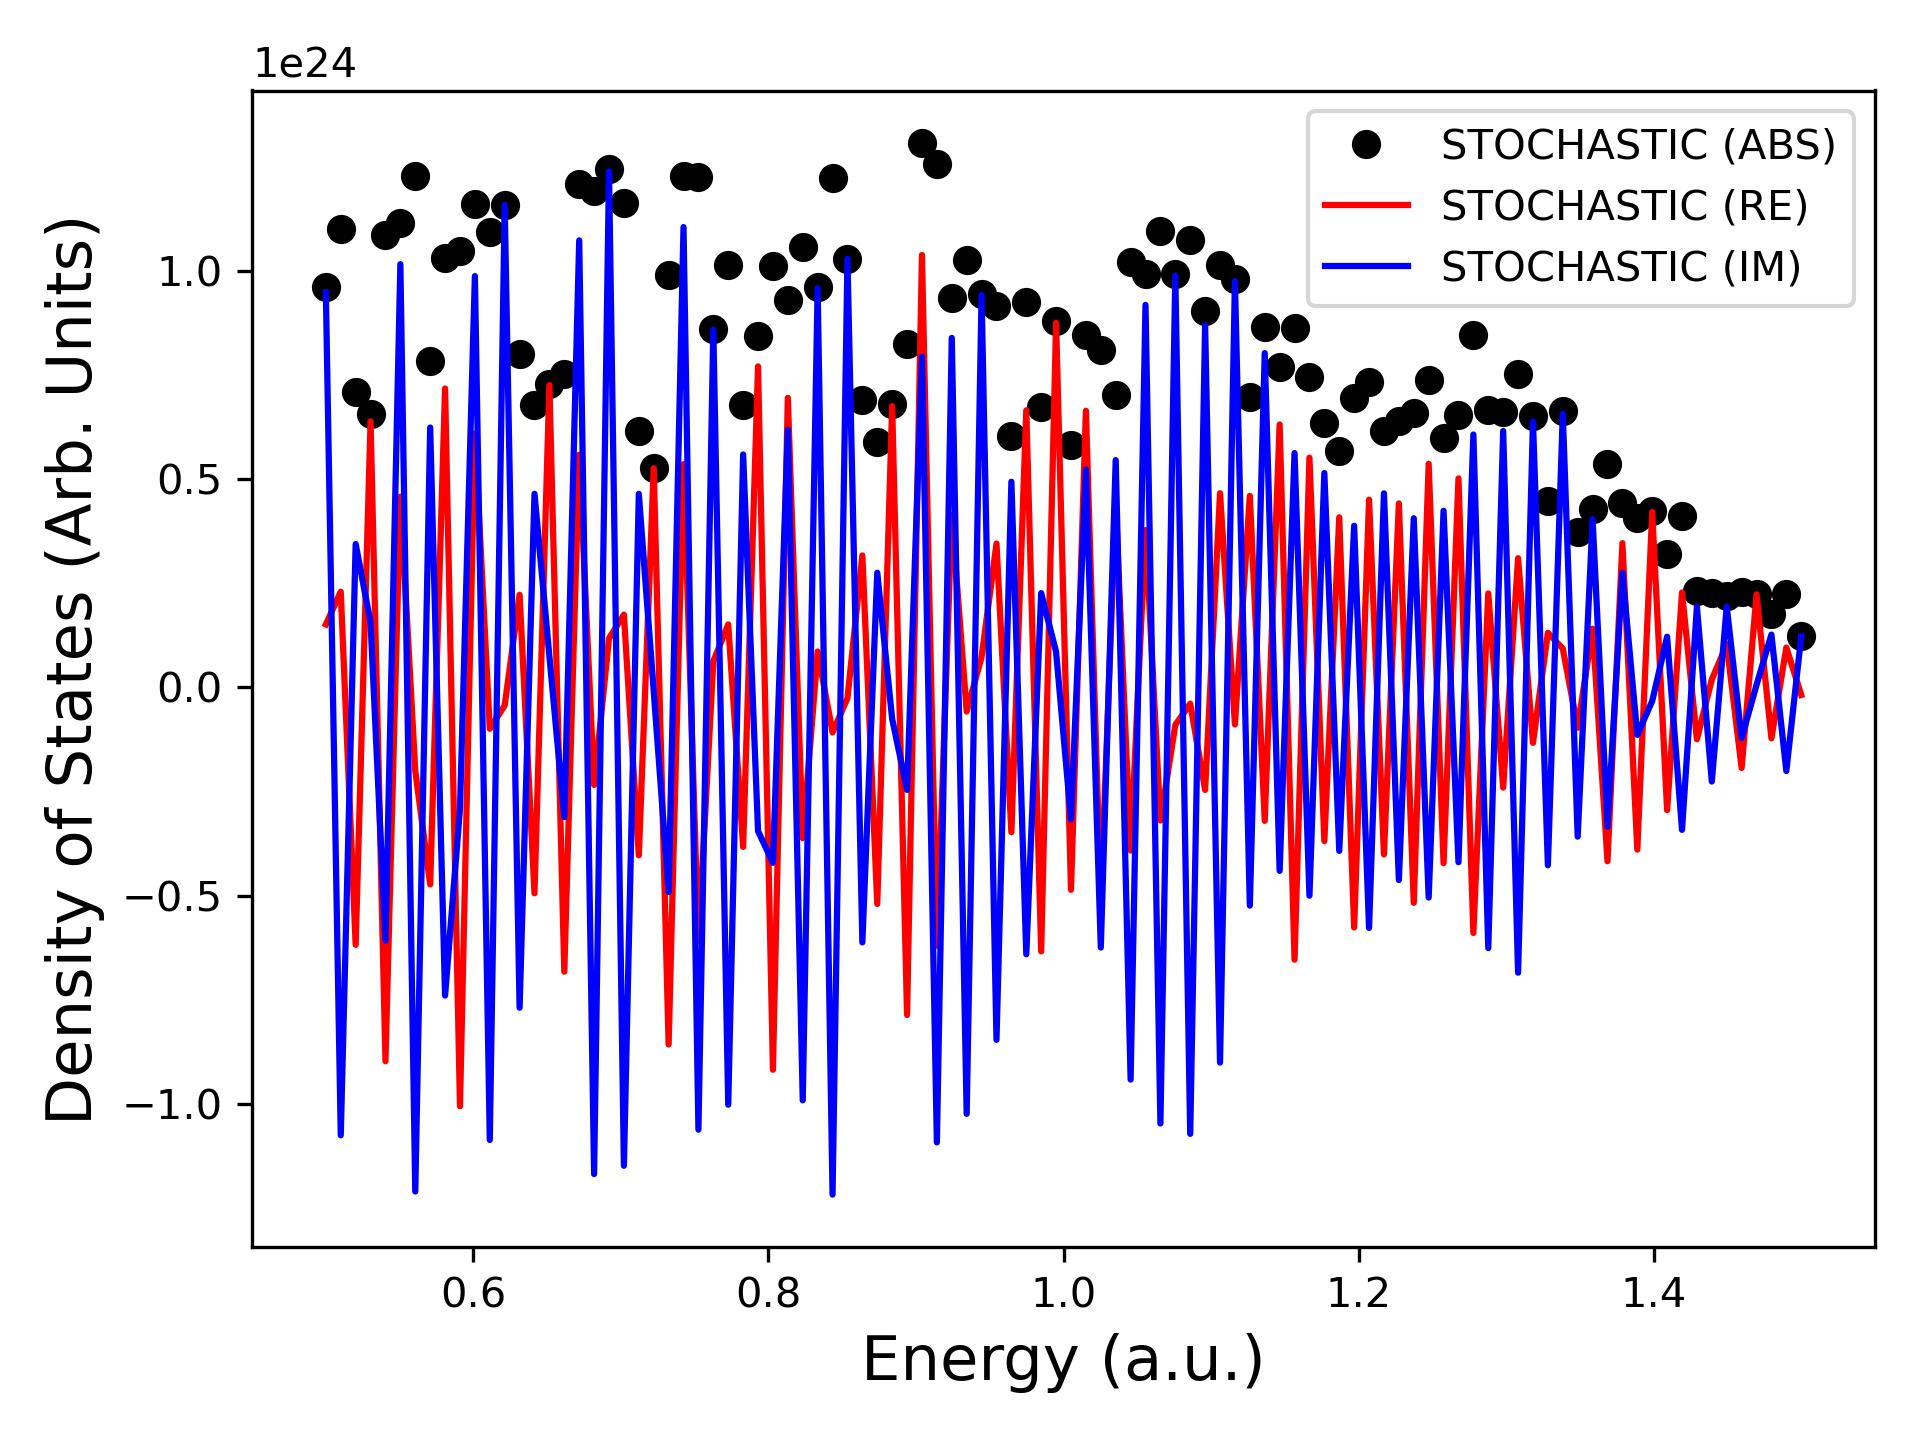 1e24
STOCHASTIC (ABS)
STOCHASTIC (RE)
STOCHASTIC (IM)
Density of States (Arb. Units)
1.0
0.5
0.0
−0.5
−1.0
0.6 0.8 1.0 1.2 1.4
Energy (a.u.)